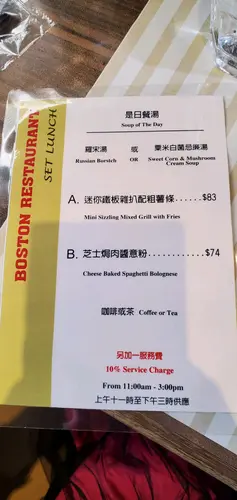 BOSTON RESTAURANT
SET LUNCH
是日餐湯
Soup of The Day
羅宋湯 或 粟米白菌忌廉湯
Russian Borstch OR Sweet Corn & Mushroom
Cream Soup
A. 迷你鐵板雜扒配粗薯條......$83
Mini Sizzling Mixed Grill with Fries
B. 芝士焗肉醬意粉............$74
Cheese Baked Spaghetti Bolognese
咖啡或茶 Coffee or Tea
另加一服務費
10% Service Charge
From 11:00am - 3:00pm
上午十一時至下午三時供應